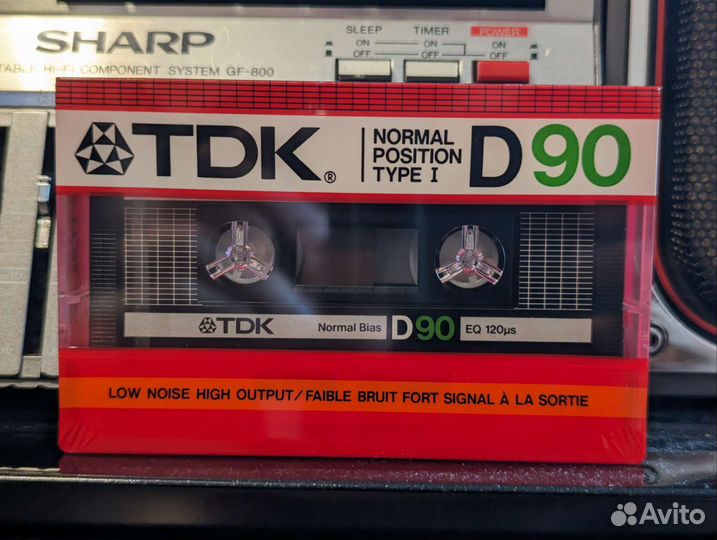 SHARP
SLEEP TIMER POWER
ON ON ON
OFF OFF OFF
TABLE HI-FI COMPONENT SYSTEM GF-800
TDK®
NORMAL
POSITION
TYPE I
D90
TDK Normal Bias D90 EQ 120µs
LOW NOISE HIGH OUTPUT/FAIBLE BRUIT FORT SIGNAL À LA SORTIE
Avito